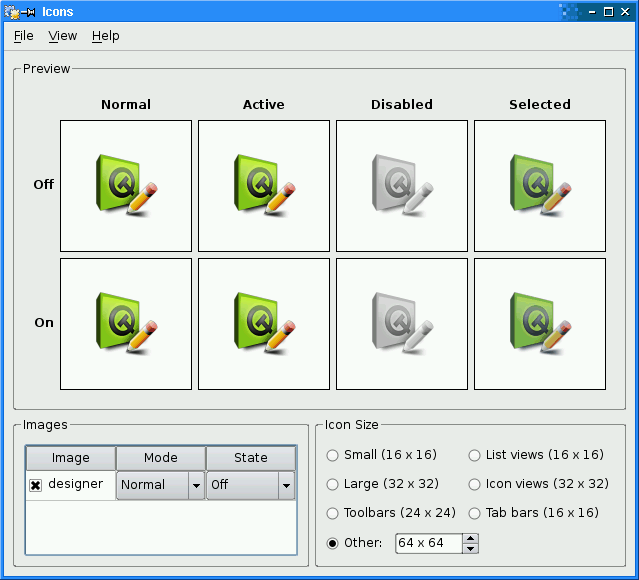 Icons
File View Help
Preview
Normal Active Disabled Selected
Off
On
Images
Image Mode State
designer Normal Off
Icon Size
Small (16 x 16) List views (16 x 16)
Large (32 x 32) Icon views (32 x 32)
Toolbars (24 x 24) Tab bars (16 x 16)
Other: 64 x 64